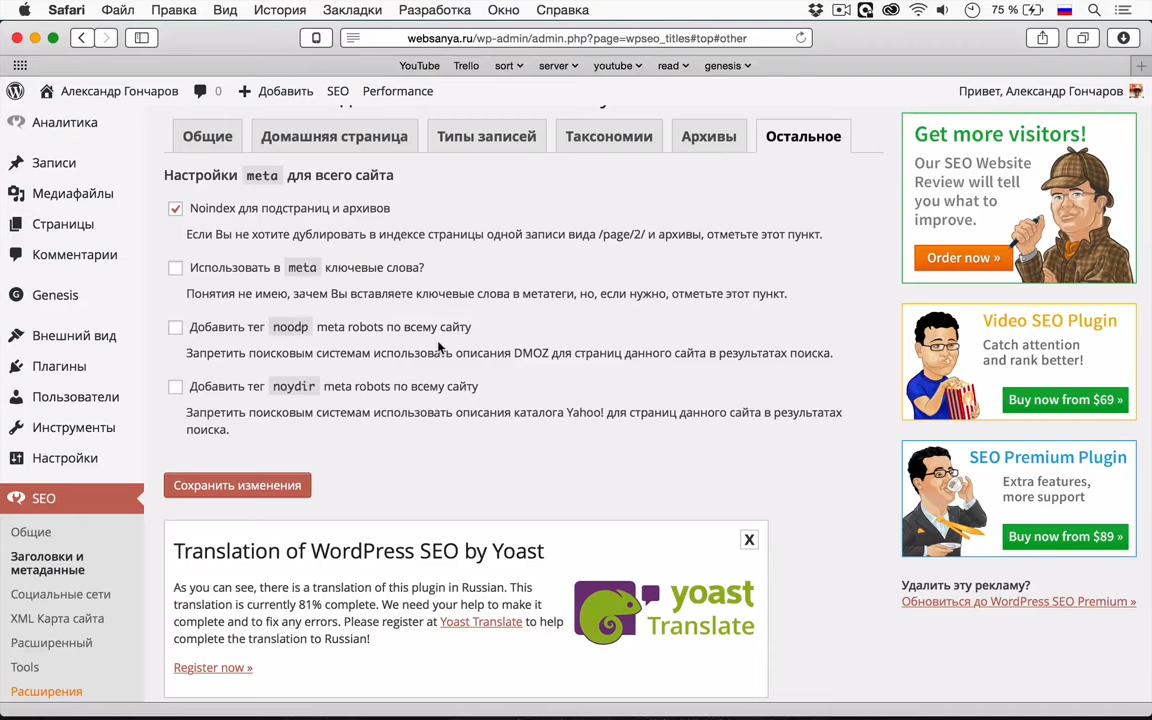 Safari Файл Правка Вид История Закладки Разработка Окно Справка 75 %
websanya.ru/wp-admin/admin.php?page=wpseo_titles#top#other
YouTube Trello sort server youtube read genesis
Александр Гончаров 0 Добавить SEO Performance Привет, Александр Гончаров
Аналитика
Записи
Медиафайлы
Страницы
Комментарии
Genesis
Внешний вид
Плагины
Пользователи
Инструменты
Настройки
SEO
Общие
Заголовки и
метаданные
Социальные сети
XML Карта сайта
Расширенный
Tools
Расширения
Общие Домашняя страница Типы записей Таксономии Архивы Остальное
Настройки meta для всего сайта
Noindex для подстраниц и архивов
Если Вы не хотите дублировать в индексе страницы одной записи вида /page/2/ и архивы, отметьте этот пункт.
Использовать в meta ключевые слова?
Понятия не имею, зачем Вы вставляете ключевые слова в метатеги, но, если нужно, отметьте этот пункт.
Добавить тег noodp meta robots по всему сайту
Запретить поисковым системам использовать описания DMOZ для страниц данного сайта в результатах поиска.
Добавить тег noydir meta robots по всему сайту
Запретить поисковым системам использовать описания каталога Yahoo! для страниц данного сайта в результатах
поиска.
Сохранить изменения
Translation of WordPress SEO by Yoast
X
As you can see, there is a translation of this plugin in Russian. This
translation is currently 81% complete. We need your help to make it
complete and to fix any errors. Please register at Yoast Translate to help
complete the translation to Russian!
Register now »
yoast
Translate
Get more visitors!
Our SEO Website
Review will tell
you what to
improve.
Order now »
Video SEO Plugin
Catch attention
and rank better!
Buy now from $69 »
SEO Premium Plugin
Extra features,
more support
Buy now from $89 »
Удалить эту рекламу?
Обновиться до WordPress SEO Premium »